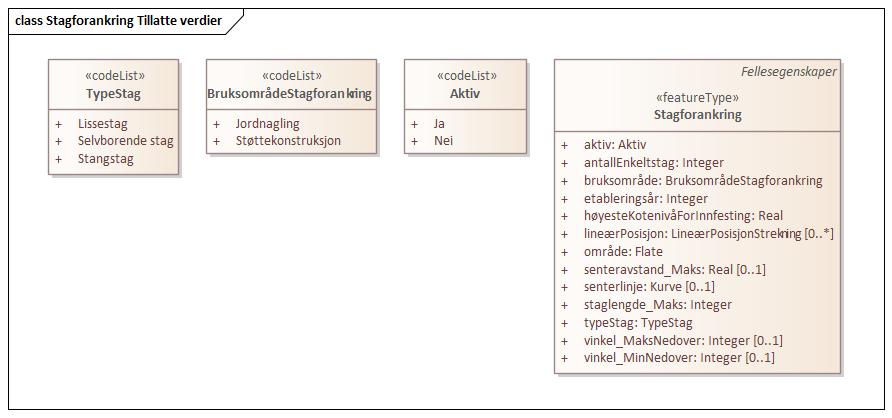 class Stagforankring Tillatte verdier
«codeList»
TypeStag
+ Lissestag
+ Selvborende stag
+ Stangstag
«codeList»
BruksområdeStagforankring
+ Jordnagling
+ Støttekonstruksjon
«codeList»
Aktiv
+ Ja
+ Nei
Fellesegenskaper
«featureType»
Stagforankring
+ aktiv: Aktiv
+ antallEnkeltstag: Integer
+ bruksområde: BruksområdeStagforankring
+ etableringsår: Integer
+ høyesteKotenivåForInnfesting: Real
+ lineærPosisjon: LineærPosisjonStrekning [0..*]
+ område: Flate
+ senteravstand_Maks: Real [0..1]
+ senterlinje: Kurve [0..1]
+ staglengde_Maks: Integer
+ typeStag: TypeStag
+ vinkel_MaksNedover: Integer [0..1]
+ vinkel_MinNedover: Integer [0..1]